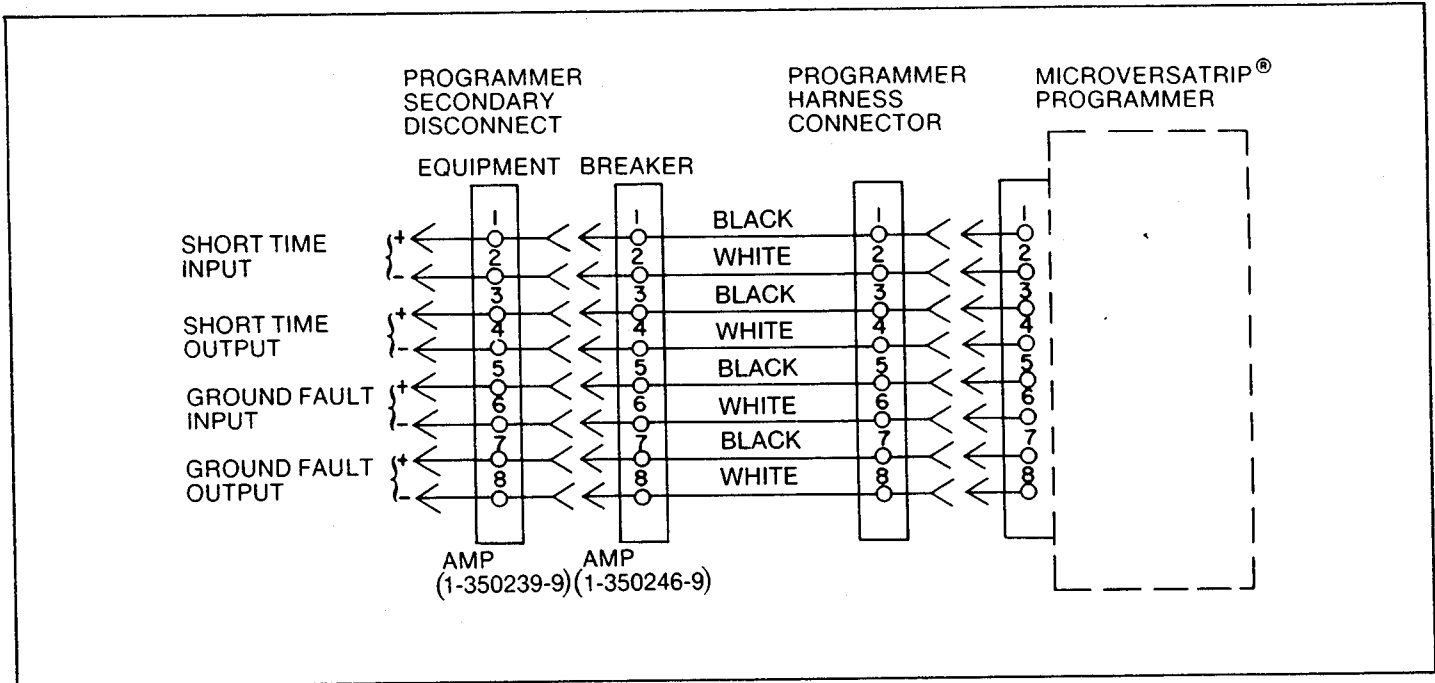 PROGRAMMER
SECONDARY
DISCONNECT
PROGRAMMER
HARNESS
CONNECTOR
MICROVERSATRIP®
PROGRAMMER
EQUIPMENT BREAKER
SHORT TIME
INPUT
+
-
SHORT TIME
OUTPUT
+
-
GROUND FAULT
INPUT
+
-
GROUND FAULT
OUTPUT
+
-
1
2
3
4
5
6
7
8
1
2
3
4
5
6
7
8
BLACK
WHITE
BLACK
WHITE
BLACK
WHITE
BLACK
WHITE
1
2
3
4
5
6
7
8
1
2
3
4
5
6
7
8
AMP
(1-350239-9)
AMP
(1-350246-9)